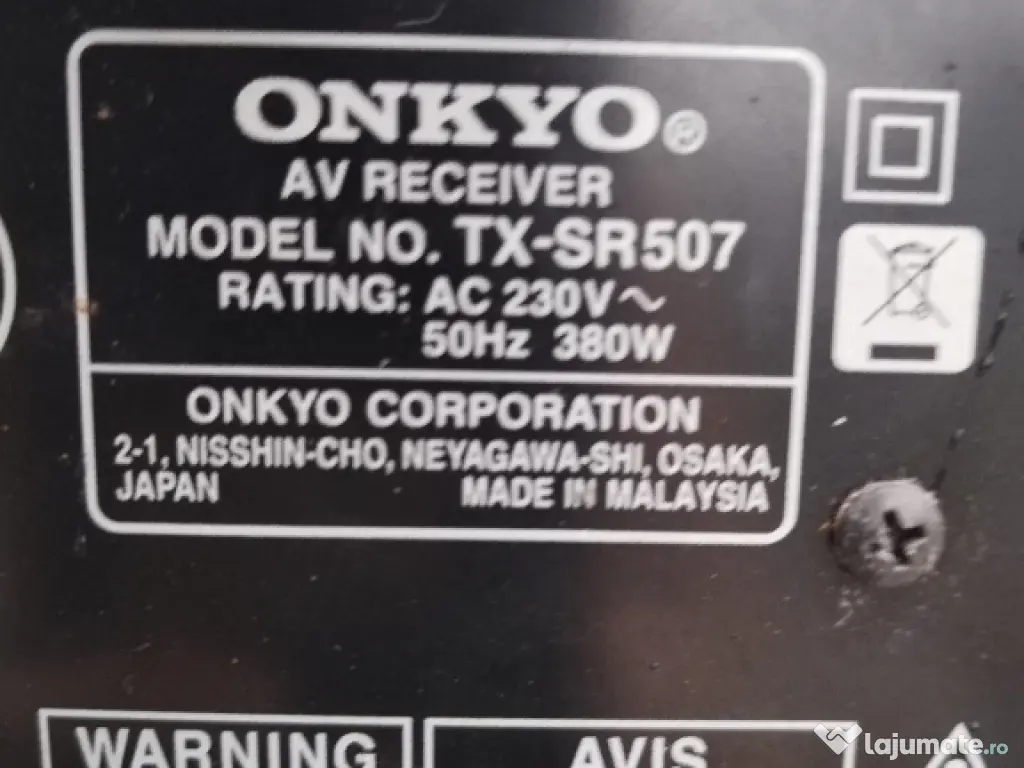 ONKYO®
AV RECEIVER
MODEL NO. TX-SR507
RATING: AC 230V~
50Hz 380W
ONKYO CORPORATION
2-1, NISSHIN-CHO, NEYAGAWA-SHI, OSAKA,
JAPAN MADE IN MALAYSIA
WARNING AVIS
lajumate.ro